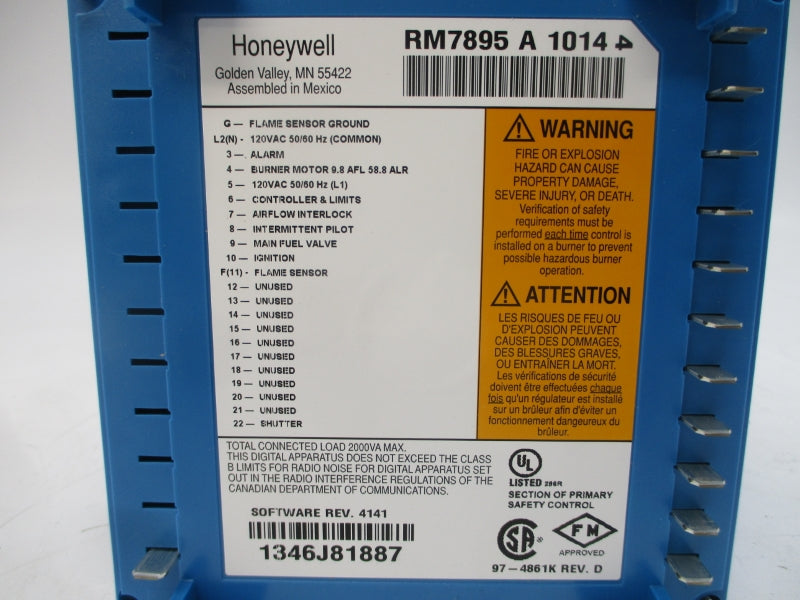 Honeywell
Golden Valley, MN 55422
Assembled in Mexico
RM7895 A 1014 4
G — FLAME SENSOR GROUND
L2(N) - 120VAC 50/60 Hz (COMMON)
3 — ALARM
4 — BURNER MOTOR 9.8 AFL 58.8 ALR
5 — 120VAC 50/60 Hz (L1)
6 — CONTROLLER & LIMITS
7 — AIRFLOW INTERLOCK
8 — INTERMITTENT PILOT
9 — MAIN FUEL VALVE
10 — IGNITION
F(11) - FLAME SENSOR
12 — UNUSED
13 — UNUSED
14 — UNUSED
15 — UNUSED
16 — UNUSED
17 — UNUSED
18 — UNUSED
19 — UNUSED
20 — UNUSED
21 — UNUSED
22 — SHUTTER
WARNING
FIRE OR EXPLOSION
HAZARD CAN CAUSE
PROPERTY DAMAGE,
SEVERE INJURY, OR DEATH.
Verification of safety
requirements must be
performed each time control is
installed on a burner to prevent
possible hazardous burner
operation.
ATTENTION
LES RISQUES DE FEU OU
D'EXPLOSION PEUVENT
CAUSER DES DOMMAGES,
DES BLESSURES GRAVES,
OU ENTRAÎNER LA MORT.
Les vérifications de sécurité
doivent être effectuées chaque
fois qu'un régulateur est installé
sur un brûleur afin d'éviter un
fonctionnement dangeureux du
brûleur.
TOTAL CONNECTED LOAD 2000VA MAX.
THIS DIGITAL APPARATUS DOES NOT EXCEED THE CLASS
B LIMITS FOR RADIO NOISE FOR DIGITAL APPARATUS SET
OUT IN THE RADIO INTERFERENCE REGULATIONS OF THE
CANADIAN DEPARTMENT OF COMMUNICATIONS.
SOFTWARE REV. 4141
1346J81887
UL
LISTED 296R
SECTION OF PRIMARY
SAFETY CONTROL
SA
FM
APPROVED
97-4861K REV. D